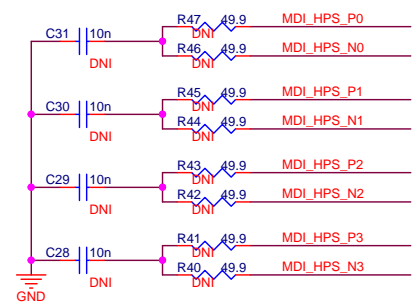 R47 49.9 MDI_HPS_P0
C31 10n DNI
R46 49.9 MDI_HPS_N0
DNI
R45 49.9 MDI_HPS_P1
C30 10n DNI
R44 49.9 MDI_HPS_N1
DNI
R43 49.9 MDI_HPS_P2
C29 10n DNI
R42 49.9 MDI_HPS_N2
DNI DNI
R41 49.9 MDI_HPS_P3
C28 10n DNI
R40 49.9 MDI_HPS_N3
DNI DNI
GND